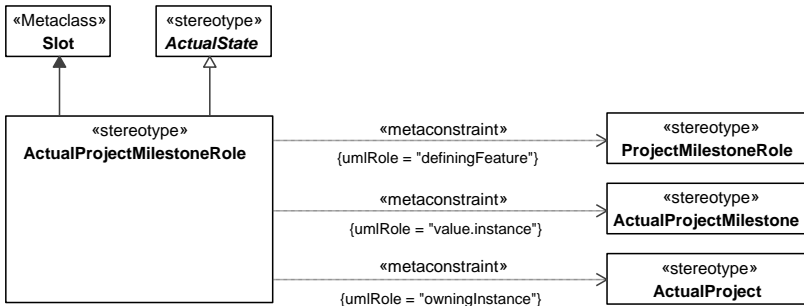 «Metaclass»
Slot
«stereotype»
ActualState
«stereotype»
ActualProjectMilestoneRole
«metaconstraint»
{umlRole = "definingFeature"}
«stereotype»
ProjectMilestoneRole
«metaconstraint»
{umlRole = "value.instance"}
«stereotype»
ActualProjectMilestone
«metaconstraint»
{umlRole = "owningInstance"}
«stereotype»
ActualProject